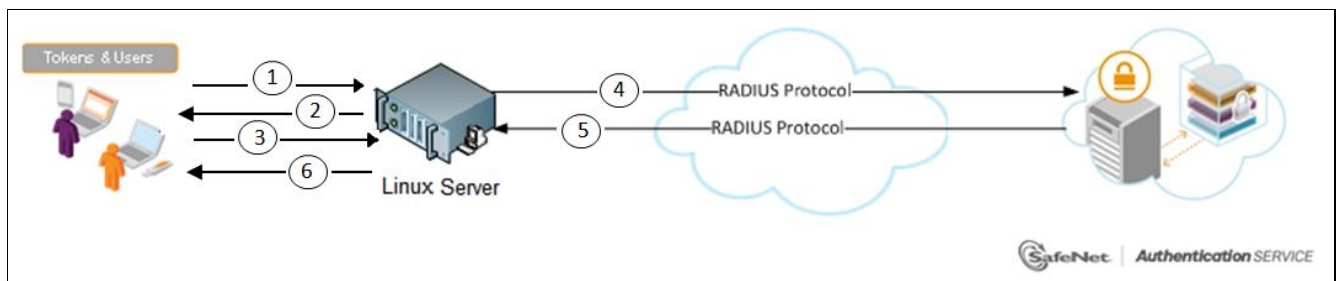 Tokens & Users
1
2
3
6
Linux Server
4
RADIUS Protocol
5
RADIUS Protocol
SafeNet. | Authentication SERVICE